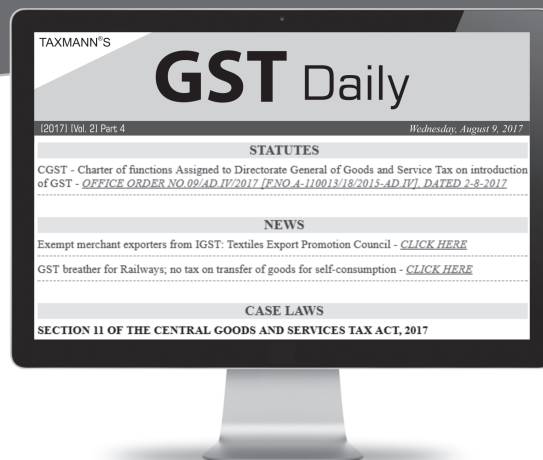 TAXMANN®S
GST Daily
[2017] [Vol. 2] Part 4
Wednesday, August 9, 2017
STATUTES
CGST - Charter of functions Assigned to Directorate General of Goods and Service Tax on introduction
of GST - OFFICE ORDER NO.09/AD.IV/2017 [F.NO.A-110013/18/2015-AD.IV], DATED 2-8-2017
NEWS
Exempt merchant exporters from IGST: Textiles Export Promotion Council - CLICK HERE
GST breather for Railways; no tax on transfer of goods for self-consumption - CLICK HERE
CASE LAWS
SECTION 11 OF THE CENTRAL GOODS AND SERVICES TAX ACT, 2017